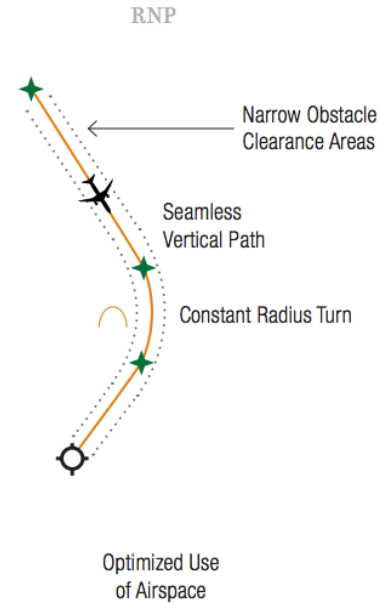 RNP
Narrow Obstacle
Clearance Areas
Seamless
Vertical Path
Constant Radius Turn
Optimized Use
of Airspace